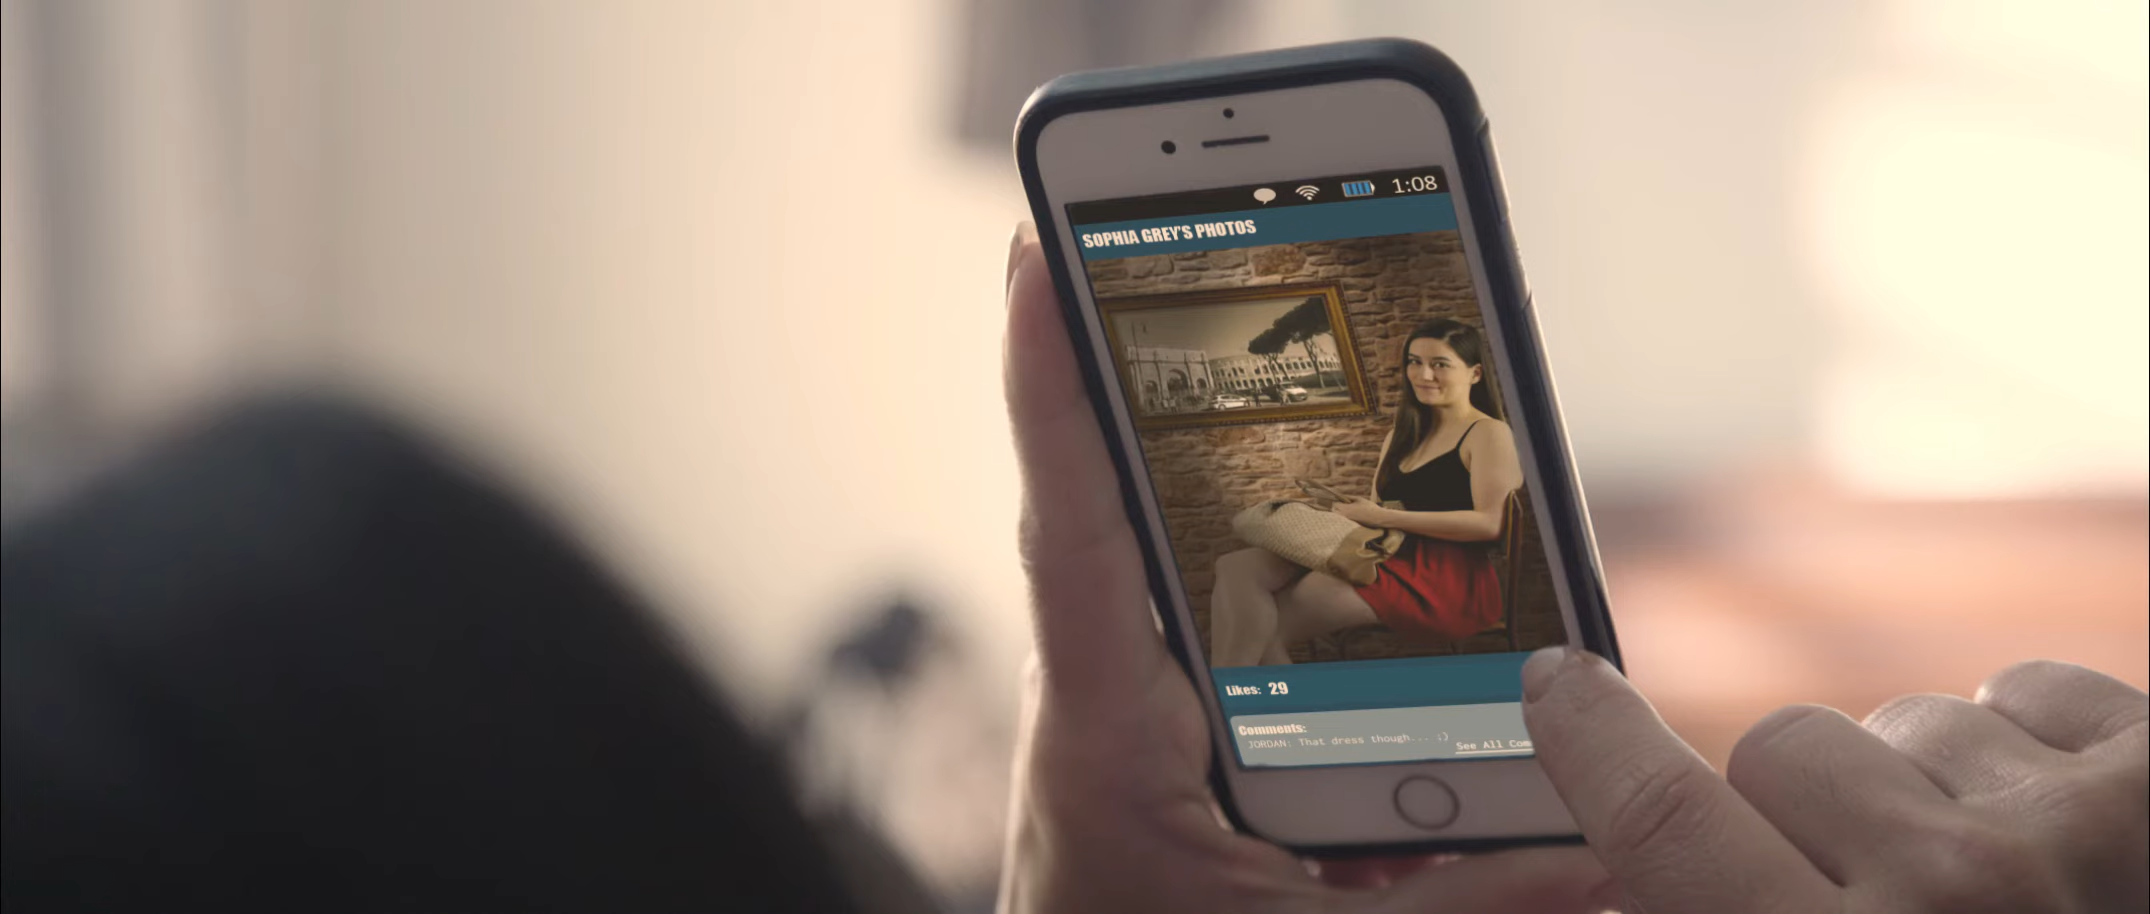 1:08
SOPHIA GREY'S PHOTOS
Likes: 29
Comments:
JORDAN: That dress though... ;)
See All Com